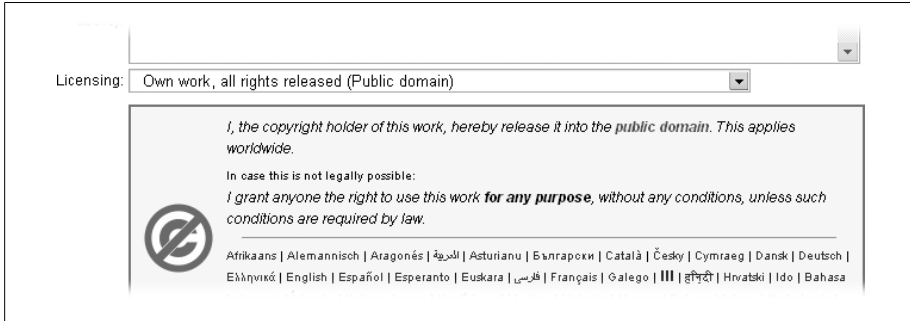 Licensing: Own work, all rights released (Public domain)
I, the copyright holder of this work, hereby release it into the public domain. This applies
worldwide.
In case this is not legally possible:
I grant anyone the right to use this work for any purpose, without any conditions, unless such
conditions are required by law.
Afrikaans | Alemannisch | Aragonés | العربية | Asturianu | Български | Català | Česky | Cymraeg | Dansk | Deutsch |
Ελληνικά | English | Español | Esperanto | Euskara | فارسی | Français | Galego | | Hrvatski | Ido | Bahasa